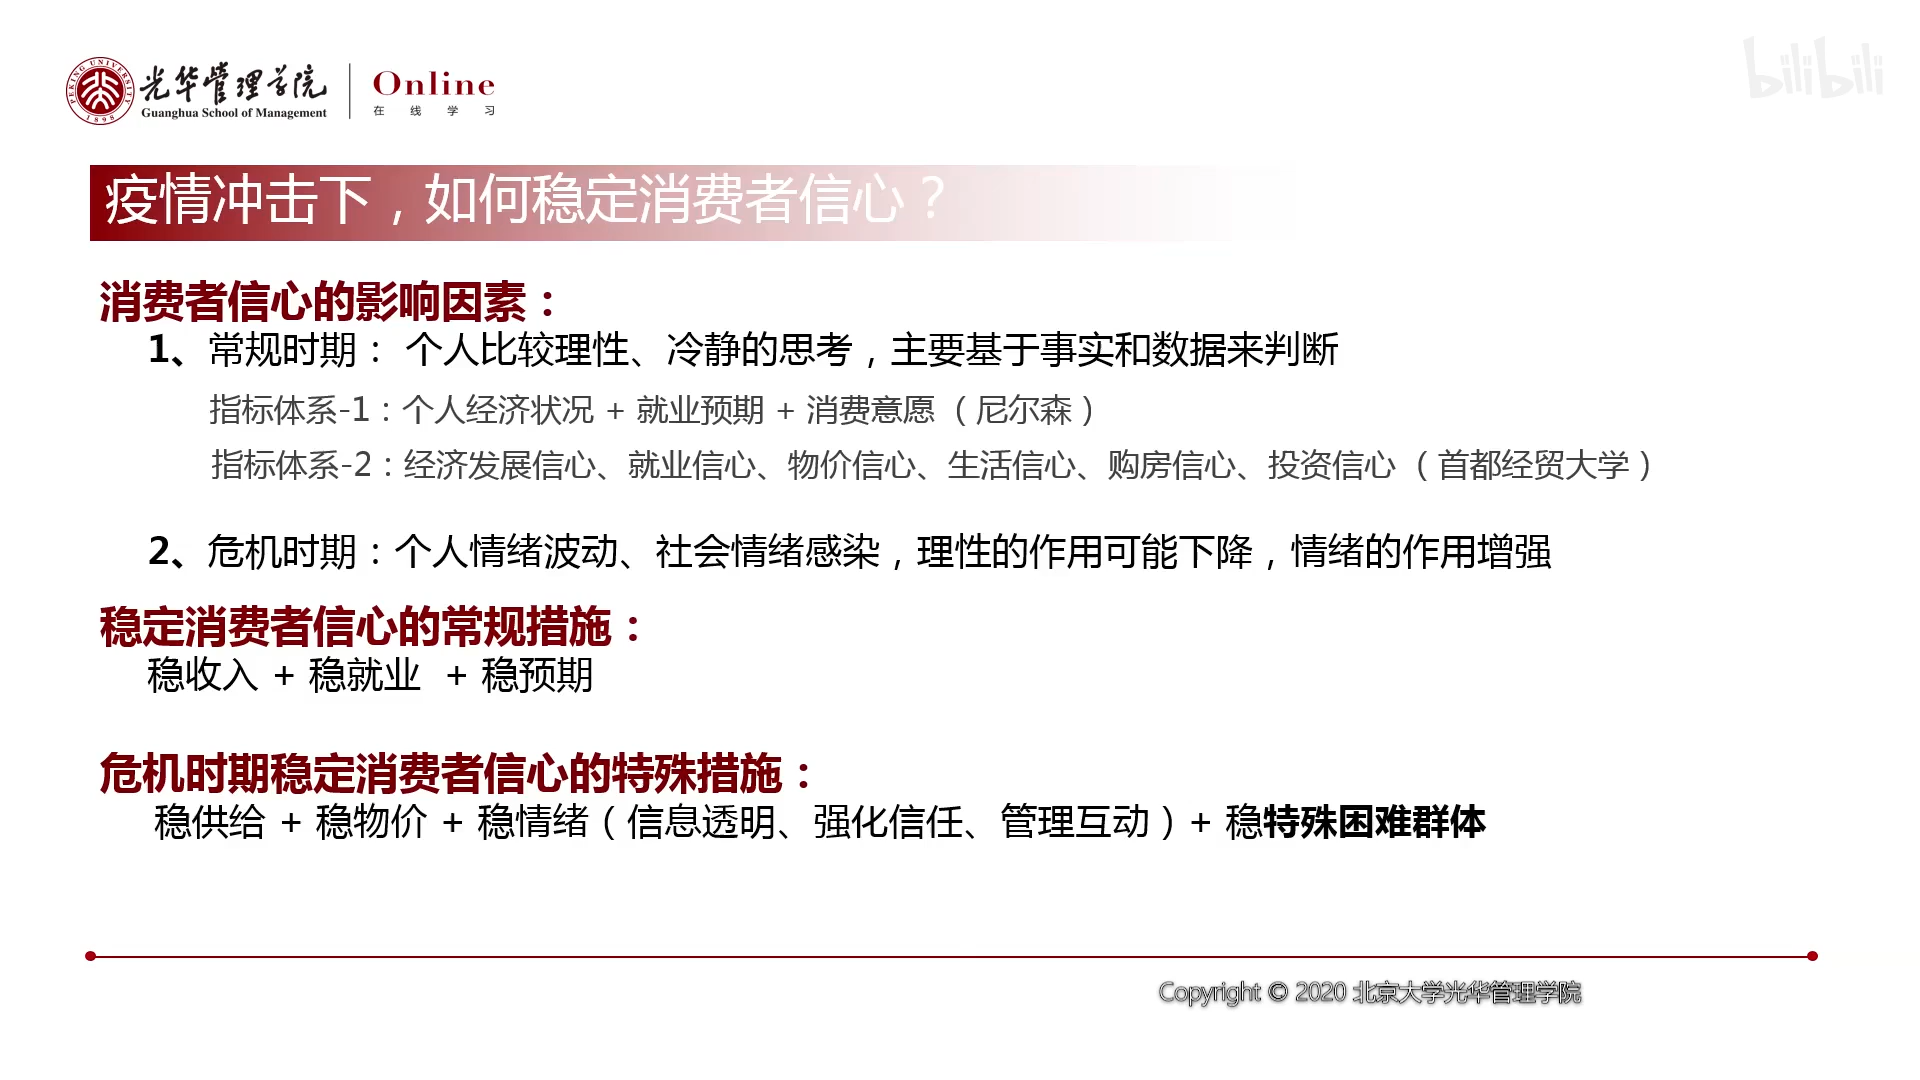 PEKING UNIVERSITY
1898
光华管理学院
Guanghua School of Management
Online
在线学习
bilibili
疫情冲击下，如何稳定消费者信心？
消费者信心的影响因素：
1、常规时期： 个人比较理性、冷静的思考，主要基于事实和数据来判断
指标体系-1：个人经济状况 + 就业预期 + 消费意愿（尼尔森）
指标体系-2：经济发展信心、就业信心、物价信心、生活信心、购房信心、投资信心（首都经贸大学）
2、危机时期：个人情绪波动、社会情绪感染，理性的作用可能下降，情绪的作用增强
稳定消费者信心的常规措施：
稳收入 + 稳就业 + 稳预期
危机时期稳定消费者信心的特殊措施：
稳供给 + 稳物价 + 稳情绪（信息透明、强化信任、管理互动）+ 稳特殊困难群体
Copyright © 2020 北京大学光华管理学院